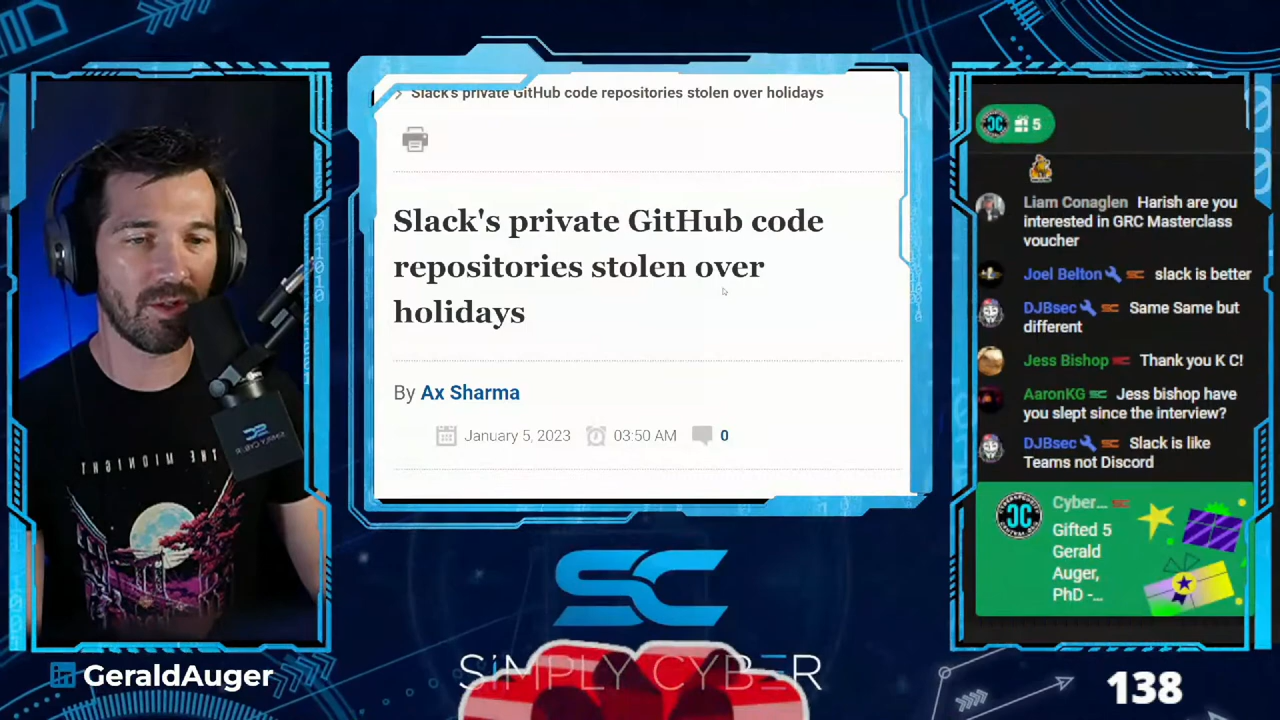 Slack's private GitHub code repositories stolen over holidays
Slack's private GitHub code
repositories stolen over
holidays
By Ax Sharma
January 5, 2023 03:50 AM 0
THE MIDNIGHT
SC
SIMPLY CYBER
GeraldAuger
5
Liam Conaglen Harish are you
interested in GRC Masterclass
voucher
Joel Belton slack is better
DJBsec Same Same but
different
Jess Bishop Thank you K C!
AaronKG Jess bishop have
you slept since the interview?
DJBsec Slack is like
Teams not Discord
Cyber...
Gifted 5
Gerald
Auger,
PhD -...
138